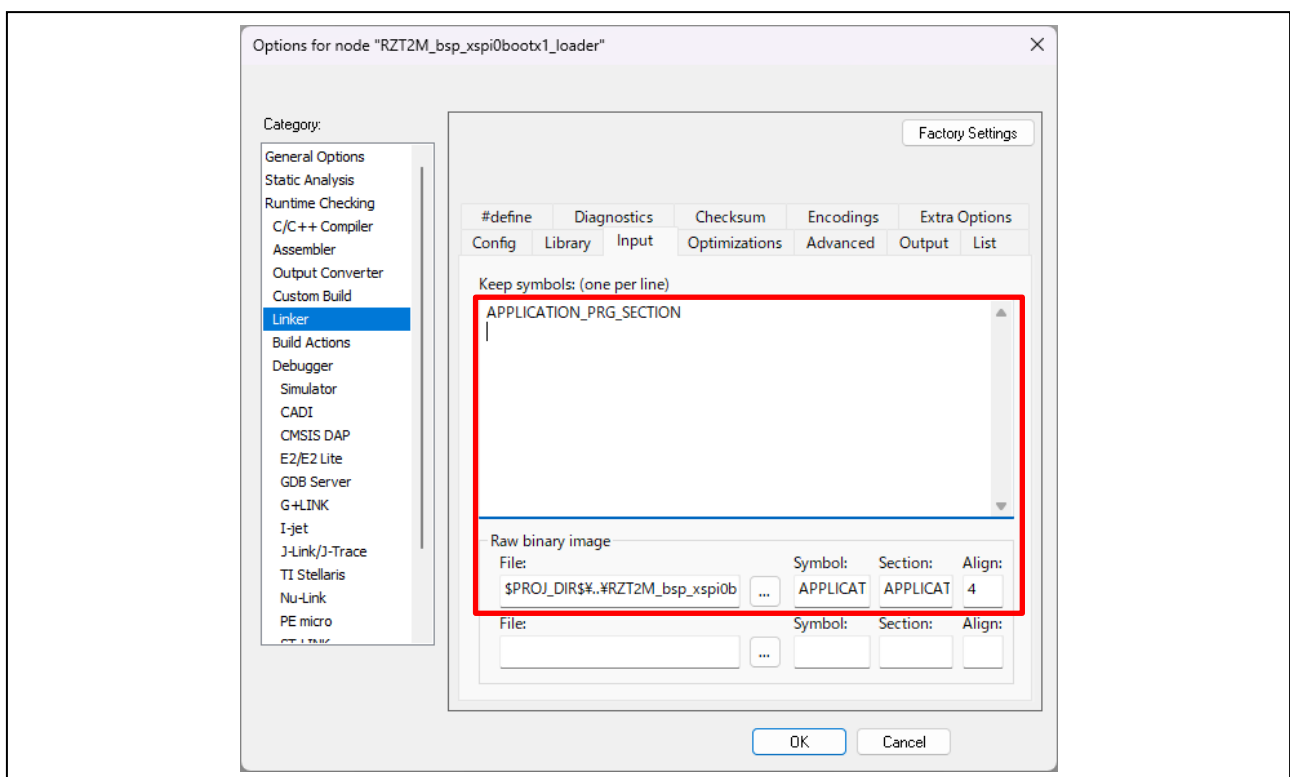 Options for node "RZT2M_bsp_xspi0bootx1_loader"
Category:
Factory Settings
General Options
Static Analysis
Runtime Checking
C/C++ Compiler
Assembler
Output Converter
Custom Build
Linker
Build Actions
Debugger
Simulator
CADI
CMSIS DAP
E2/E2 Lite
GDB Server
G+LINK
I-jet
J-Link/J-Trace
TI Stellaris
Nu-Link
PE micro
ST-LINK
#define Diagnostics Checksum Encodings Extra Options
Config Library Input Optimizations Advanced Output List
Keep symbols: (one per line)
APPLICATION_PRG_SECTION
Raw binary image
File: Symbol: Section: Align:
$PROJ_DIR$¥..¥RZT2M_bsp_xspi0b ... APPLICAT APPLICAT 4
File: Symbol: Section: Align:
...
OK Cancel